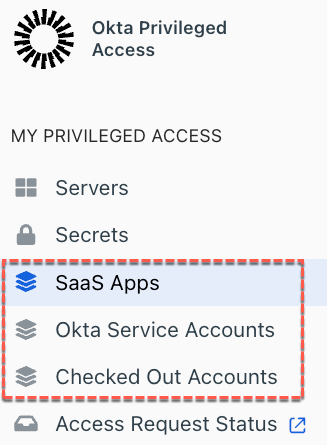 Okta Privileged
Access
MY PRIVILEGED ACCESS
Servers
Secrets
SaaS Apps
Okta Service Accounts
Checked Out Accounts
Access Request Status